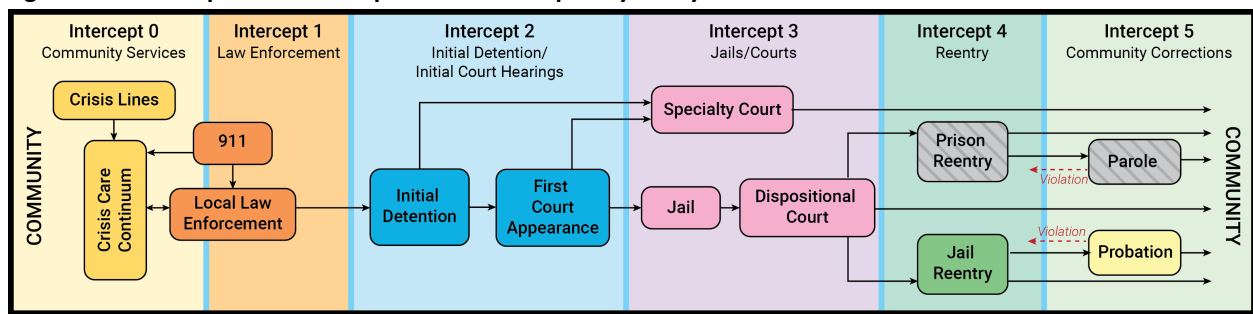 Intercept 0
Community Services
Intercept 1
Law Enforcement
Intercept 2
Initial Detention/
Initial Court Hearings
Intercept 3
Jails/Courts
Intercept 4
Reentry
Intercept 5
Community Corrections
COMMUNITY
Crisis Lines
Crisis Care
Continuum
911
Local Law
Enforcement
Initial
Detention
First
Court
Appearance
Specialty Court
Jail
Dispositional
Court
Prison
Reentry
Parole
Violation
Jail
Reentry
Probation
Violation
COMMUNITY